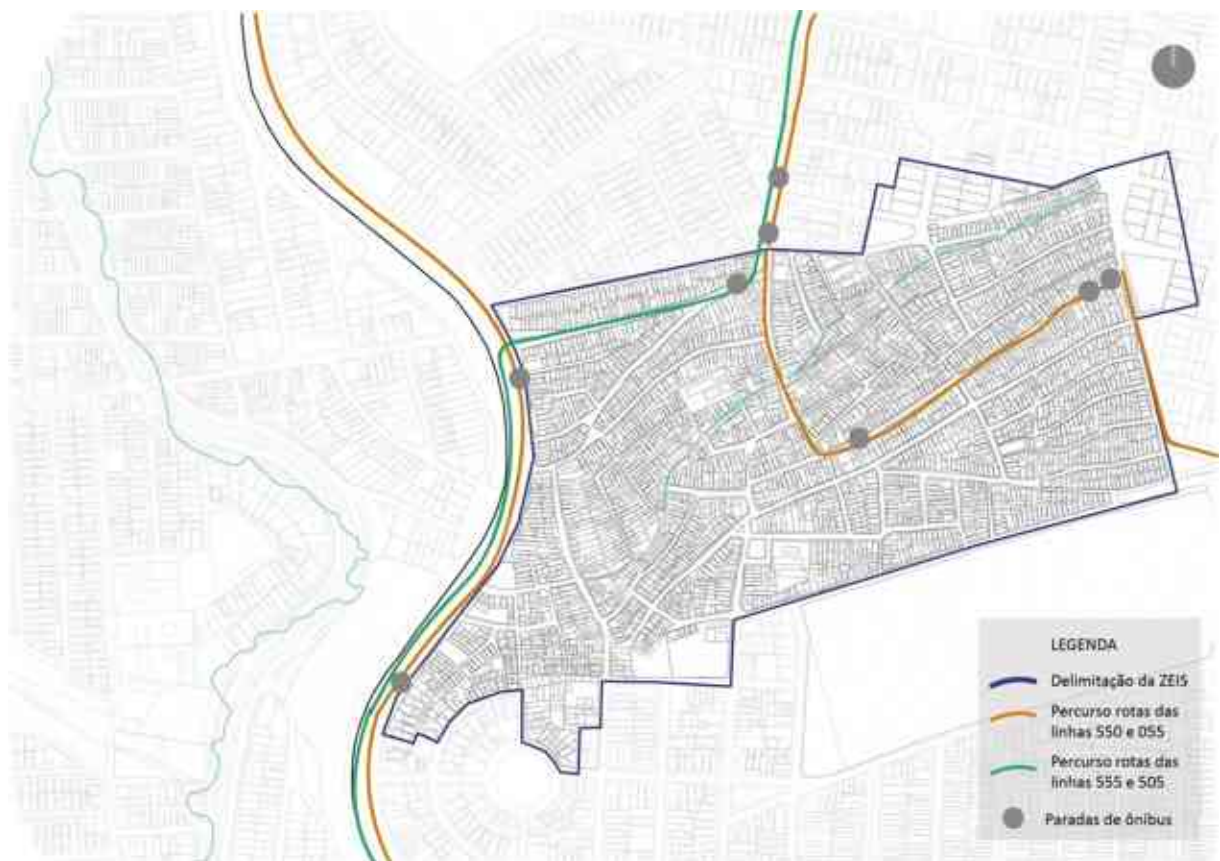 LEGENDA
Delimitação da ZEIS
Percurso rotas das
linhas 550 e 055
Percurso rotas das
linhas 555 e 505
Paradas de ônibus